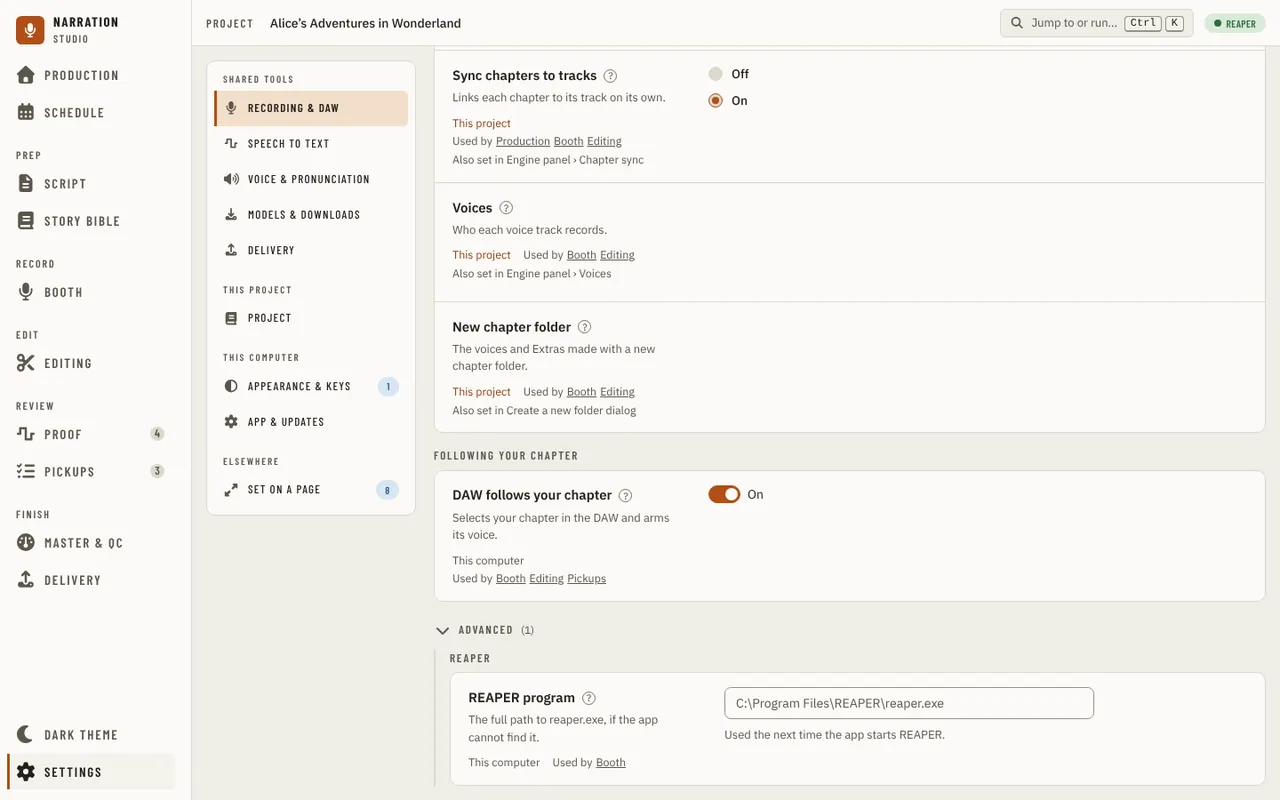 NARRATION
STUDIO
PRODUCTION
SCHEDULE
PREP
SCRIPT
STORY BIBLE
RECORD
BOOTH
EDIT
EDITING
REVIEW
PROOF 4
PICKUPS 3
FINISH
MASTER & QC
DELIVERY
DARK THEME
SETTINGS
PROJECT Alice's Adventures in Wonderland
Jump to or run... Ctrl K
REAPER
SHARED TOOLS
RECORDING & DAW
SPEECH TO TEXT
VOICE & PRONUNCIATION
MODELS & DOWNLOADS
DELIVERY
THIS PROJECT
PROJECT
THIS COMPUTER
APPEARANCE & KEYS 1
APP & UPDATES
ELSEWHERE
SET ON A PAGE 8
Sync chapters to tracks ?
Links each chapter to its track on its own.
This project
Used by Production Booth Editing
Also set in Engine panel › Chapter sync
Off
On
Voices ?
Who each voice track records.
This project Used by Booth Editing
Also set in Engine panel › Voices
New chapter folder ?
The voices and Extras made with a new
chapter folder.
This project Used by Booth Editing
Also set in Create a new folder dialog
FOLLOWING YOUR CHAPTER
DAW follows your chapter ?
Selects your chapter in the DAW and arms
its voice.
This computer
Used by Booth Editing Pickups
On
ADVANCED (1)
REAPER
REAPER program ?
The full path to reaper.exe, if the app
cannot find it.
This computer Used by Booth
C:\Program Files\REAPER\reaper.exe
Used the next time the app starts REAPER.